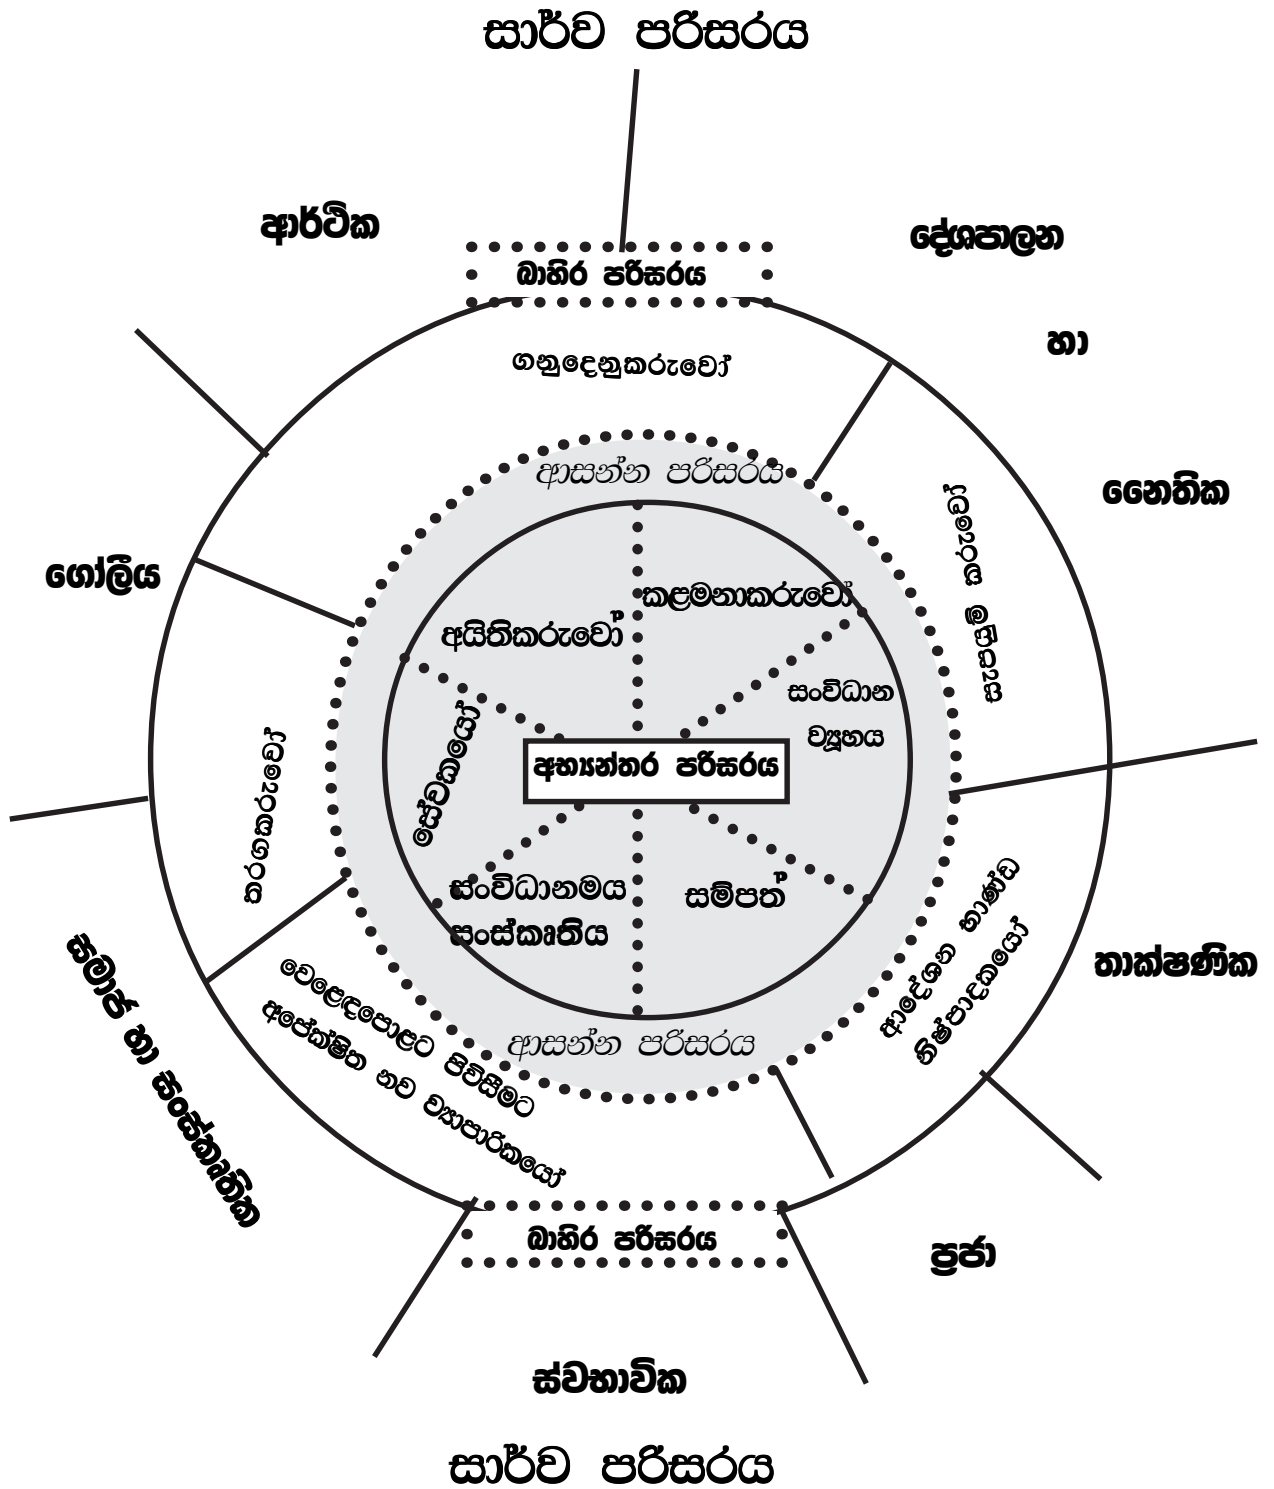 සාර්ව පරිසරය
ආර්ථික
දේශපාලන
හා
නෛතික
බාහිර පරිසරය
ගනුදෙනුකරුවෝ
ආසන්න පරිසරය
සැපයුම් කරුවෝ
ගෝලීය
කළමනාකරුවෝ
අයිතිකරුවෝ
සංවිධාන
ව්‍යූහය
සේවකයෝ
අභ්‍යන්තර පරිසරය
තරගකරුවෝ
සංවිධානමය
සංස්කෘතිය
සම්පත්
ආදේශන භාණ්ඩ
නිෂ්පාදකයෝ
තාක්ෂණික
සමාජ හා සංස්කෘතික
වෙළෙඳපොළට පිවිසීමට
අපේක්ෂිත නව ව්‍යාපාරිකයෝ
ආසන්න පරිසරය
බාහිර පරිසරය
ප්‍රජා
ස්වභාවික
සාර්ව පරිසරය